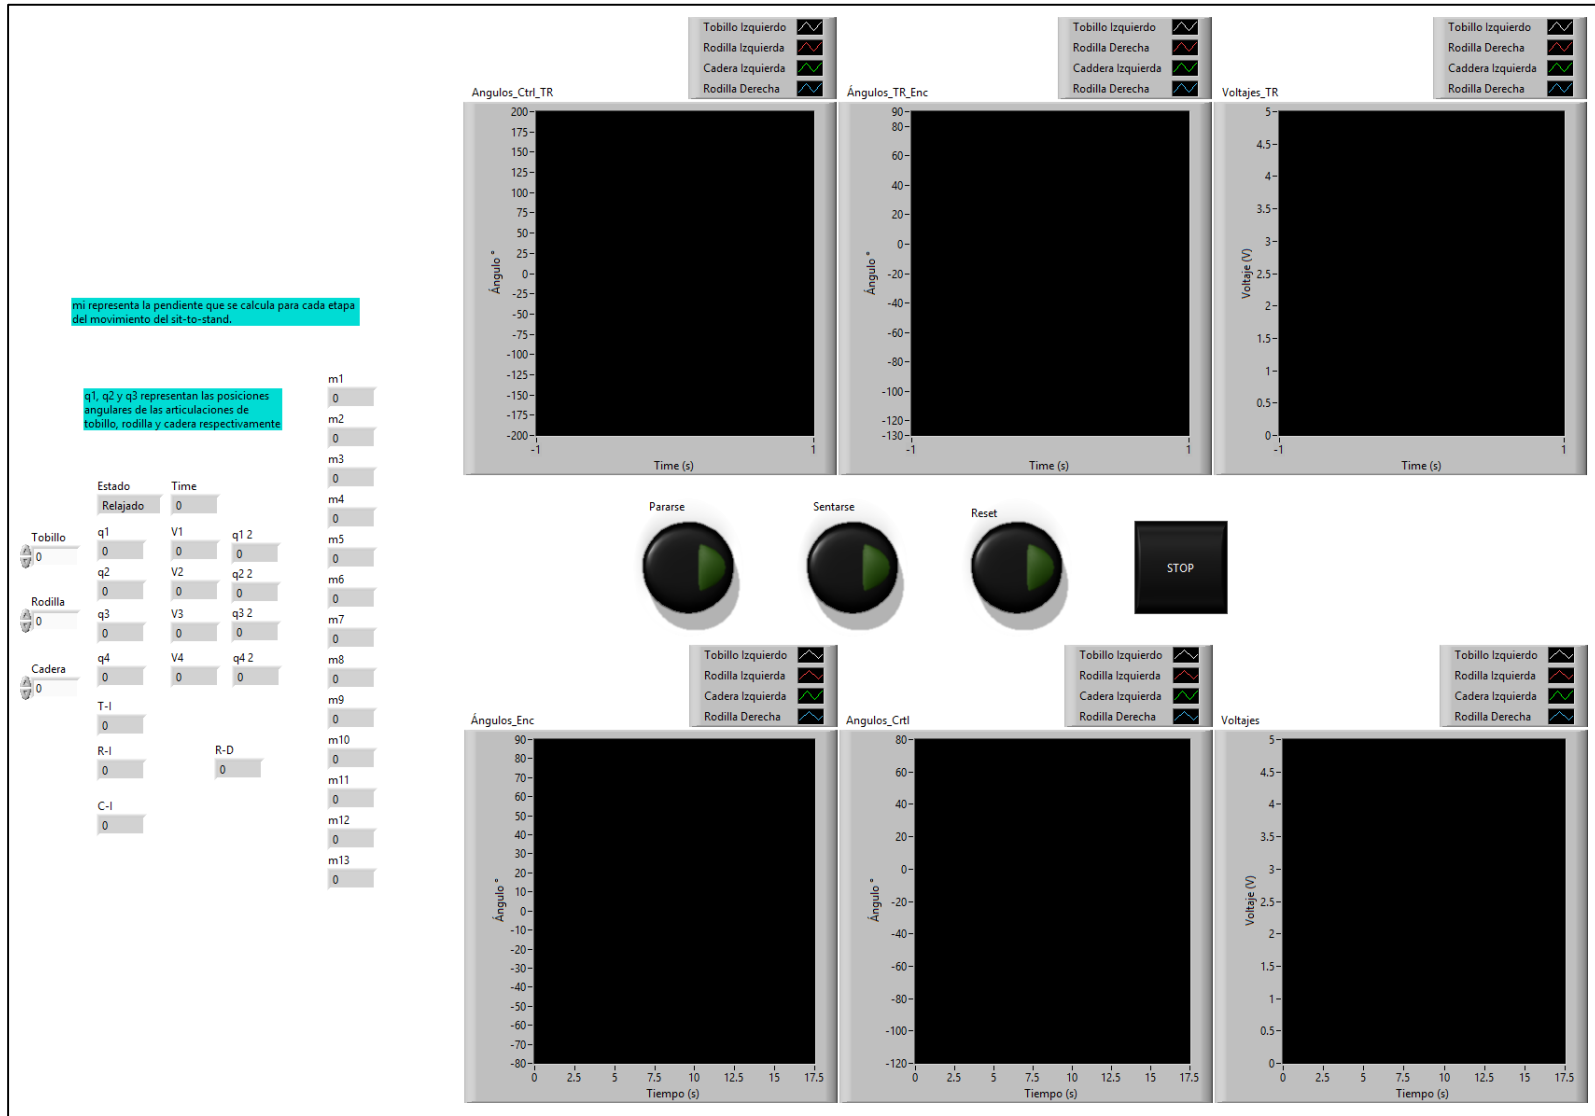 mi representa la pendiente que se calcula para cada etapa
del movimiento del sit-to-stand.
q1, q2 y q3 representan las posiciones
angulares de las articulaciones de
tobillo, rodilla y cadera respectivamente
Estado Time
Relajado 0
Tobillo
0
Rodilla
0
Cadera
0
q1 V1 q1 2
0 0 0
q2 V2 q2 2
0 0 0
q3 V3 q3 2
0 0 0
q4 V4 q4 2
0 0 0
T-I
0
R-I R-D
0 0
C-I
0
m1
0
m2
0
m3
0
m4
0
m5
0
m6
0
m7
0
m8
0
m9
0
m10
0
m11
0
m12
0
m13
0
Tobillo Izquierdo
Rodilla Izquierda
Cadera Izquierda
Rodilla Derecha
Angulos_Ctrl_TR
200
175
150
125
100
75
50
25
0
-25
-50
-75
-100
-125
-150
-175
-200
Ángulo °
-1 1
Time (s)
Tobillo Izquierdo
Rodilla Derecha
Cadera Izquierda
Rodilla Derecha
Ángulos_TR_Enc
90
80
60
40
20
0
-20
-40
-60
-80
-100
-120
-130
Ángulo °
-1 1
Time (s)
Tobillo Izquierdo
Rodilla Derecha
Caddera Izquierda
Rodilla Derecha
Voltajes_TR
5
4.5
4
3.5
3
2.5
2
1.5
1
0.5
0
Voltaje (V)
-1 1
Time (s)
Pararse Sentarse Reset
STOP
Tobillo Izquierdo
Rodilla Izquierda
Cadera Izquierda
Rodilla Derecha
Ángulos_Enc
90
80
70
60
50
40
30
20
10
0
-10
-20
-30
-40
-50
-60
-70
-80
Ángulo °
0 2.5 5 7.5 10 12.5 15 17.5
Tiempo (s)
Tobillo Izquierdo
Rodilla Izquierda
Cadera Izquierda
Rodilla Derecha
Angulos_Crtl
80
60
40
20
0
-20
-40
-60
-80
-100
-120
Ángulo °
0 2.5 5 7.5 10 12.5 15 17.5
Tiempo (s)
Tobillo Izquierdo
Rodilla Izquierda
Cadera Izquierda
Rodilla Derecha
Voltajes
5
4.5
4
3.5
3
2.5
2
1.5
1
0.5
0
Voltaje (V)
0 2.5 5 7.5 10 12.5 15 17.5
Tiempo (s)